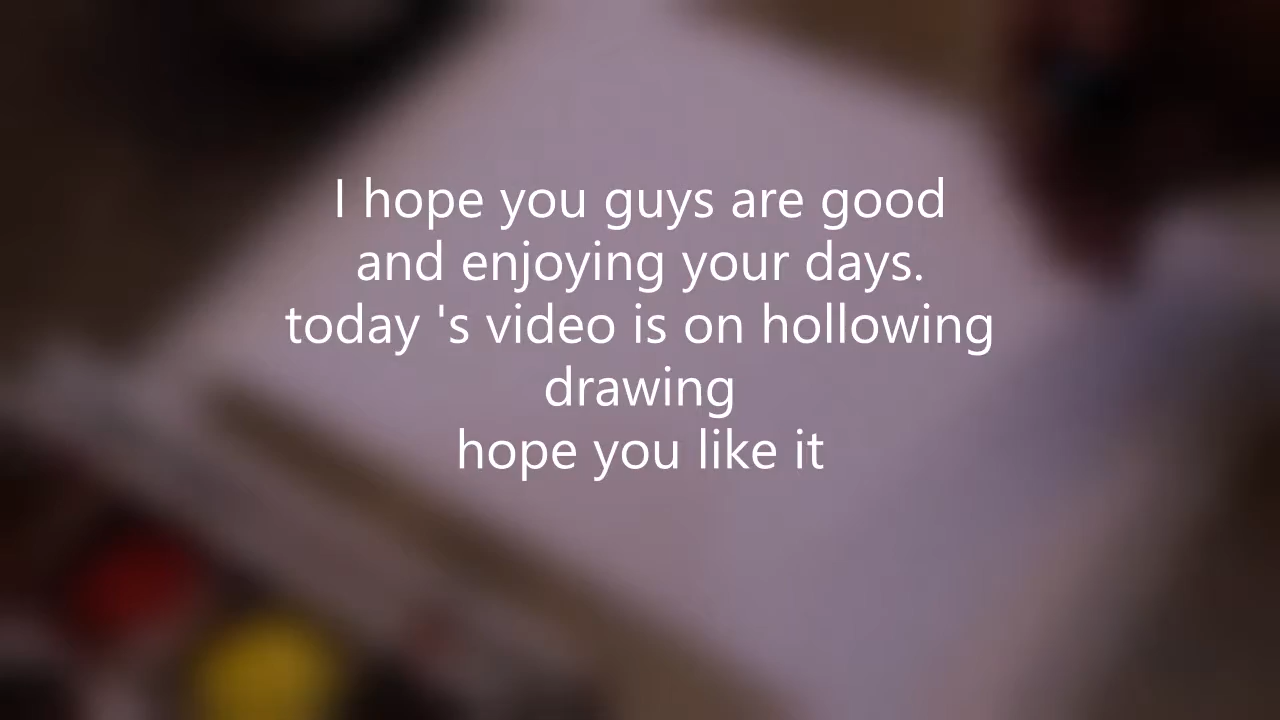 I hope you guys are good
and enjoying your days.
today 's video is on hollowing
drawing
hope you like it